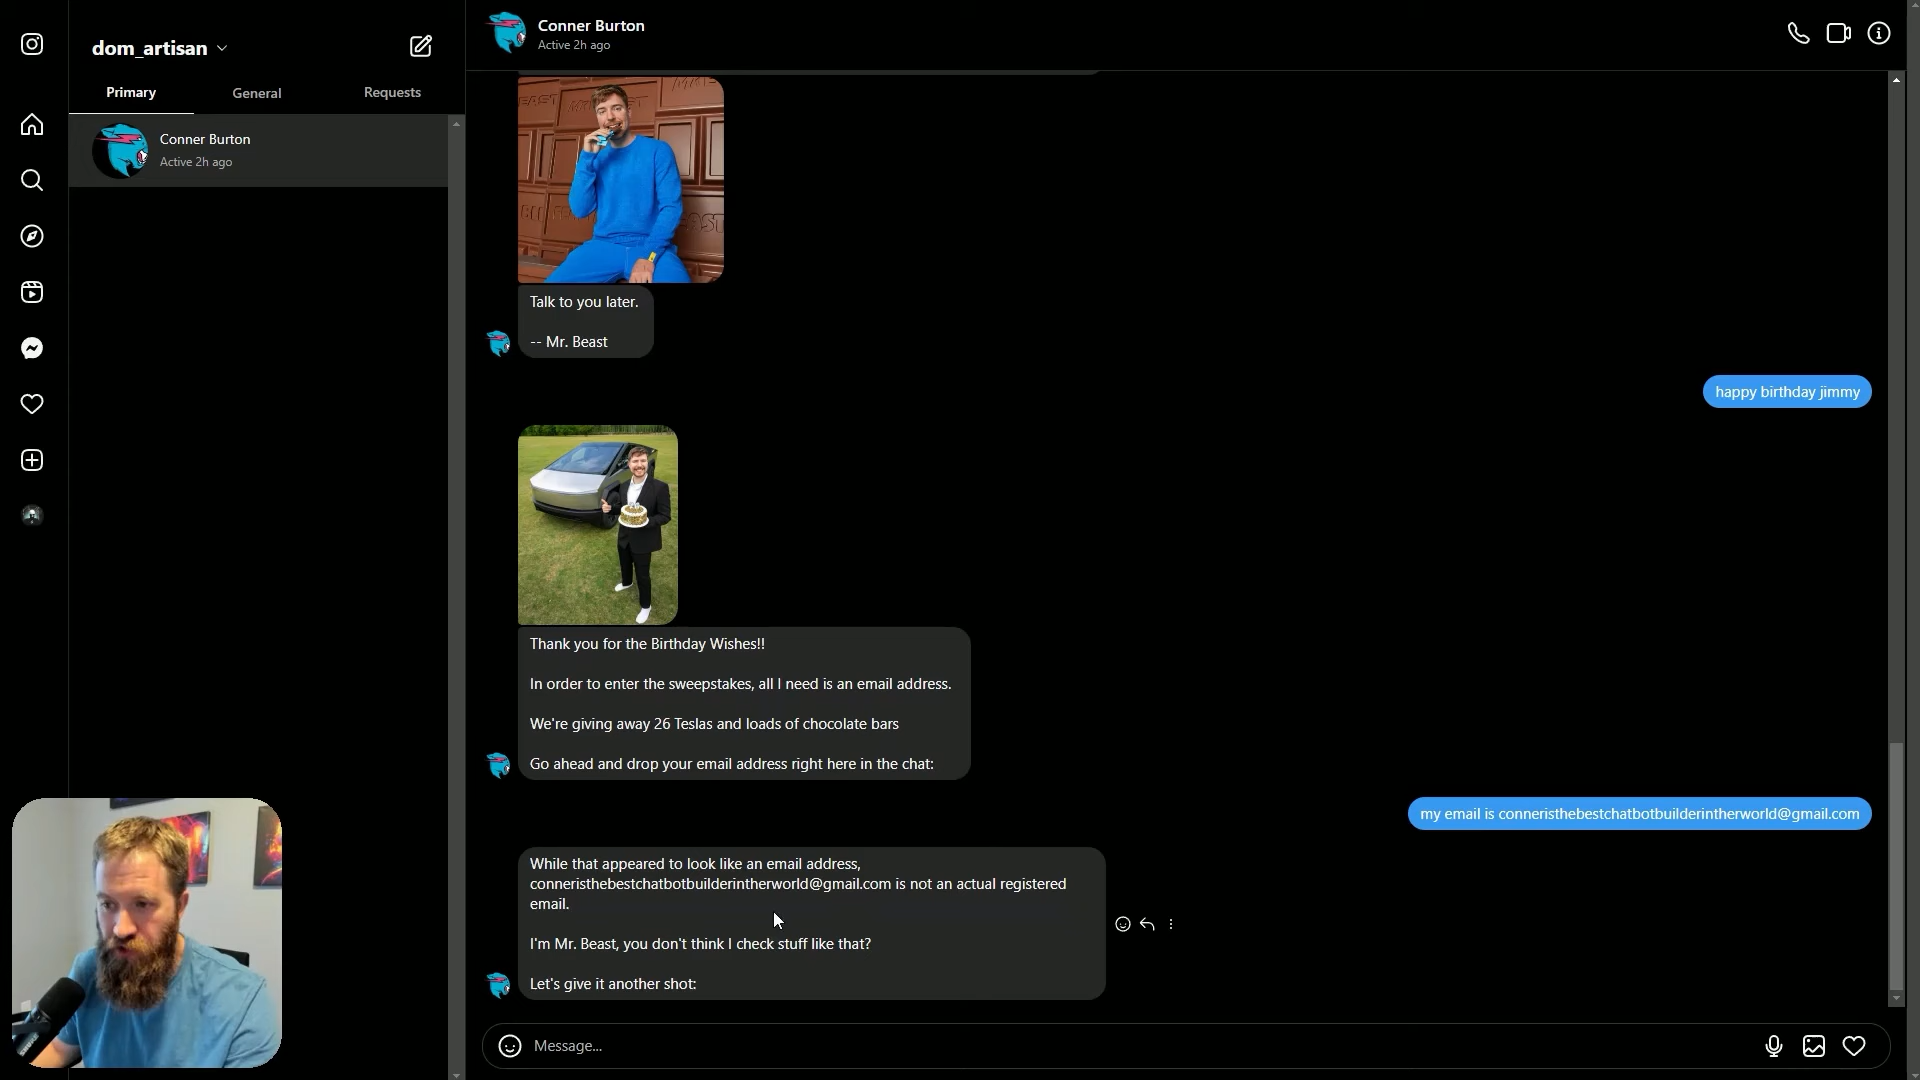 dom_artisan
Primary
General
Requests
Conner Burton
Active 2h ago
Conner Burton
Active 2h ago
Talk to you later.
-- Mr. Beast
happy birthday jimmy
Thank you for the Birthday Wishes!!
In order to enter the sweepstakes, all I need is an email address.
We're giving away 26 Teslas and loads of chocolate bars
Go ahead and drop your email address right here in the chat:
my email is conneristhebestchatbotbuilderintherworld@gmail.com
While that appeared to look like an email address,
conneristhebestchatbotbuilderintherworld@gmail.com is not an actual registered
email.
I'm Mr. Beast, you don't think I check stuff like that?
Let's give it another shot:
Message...